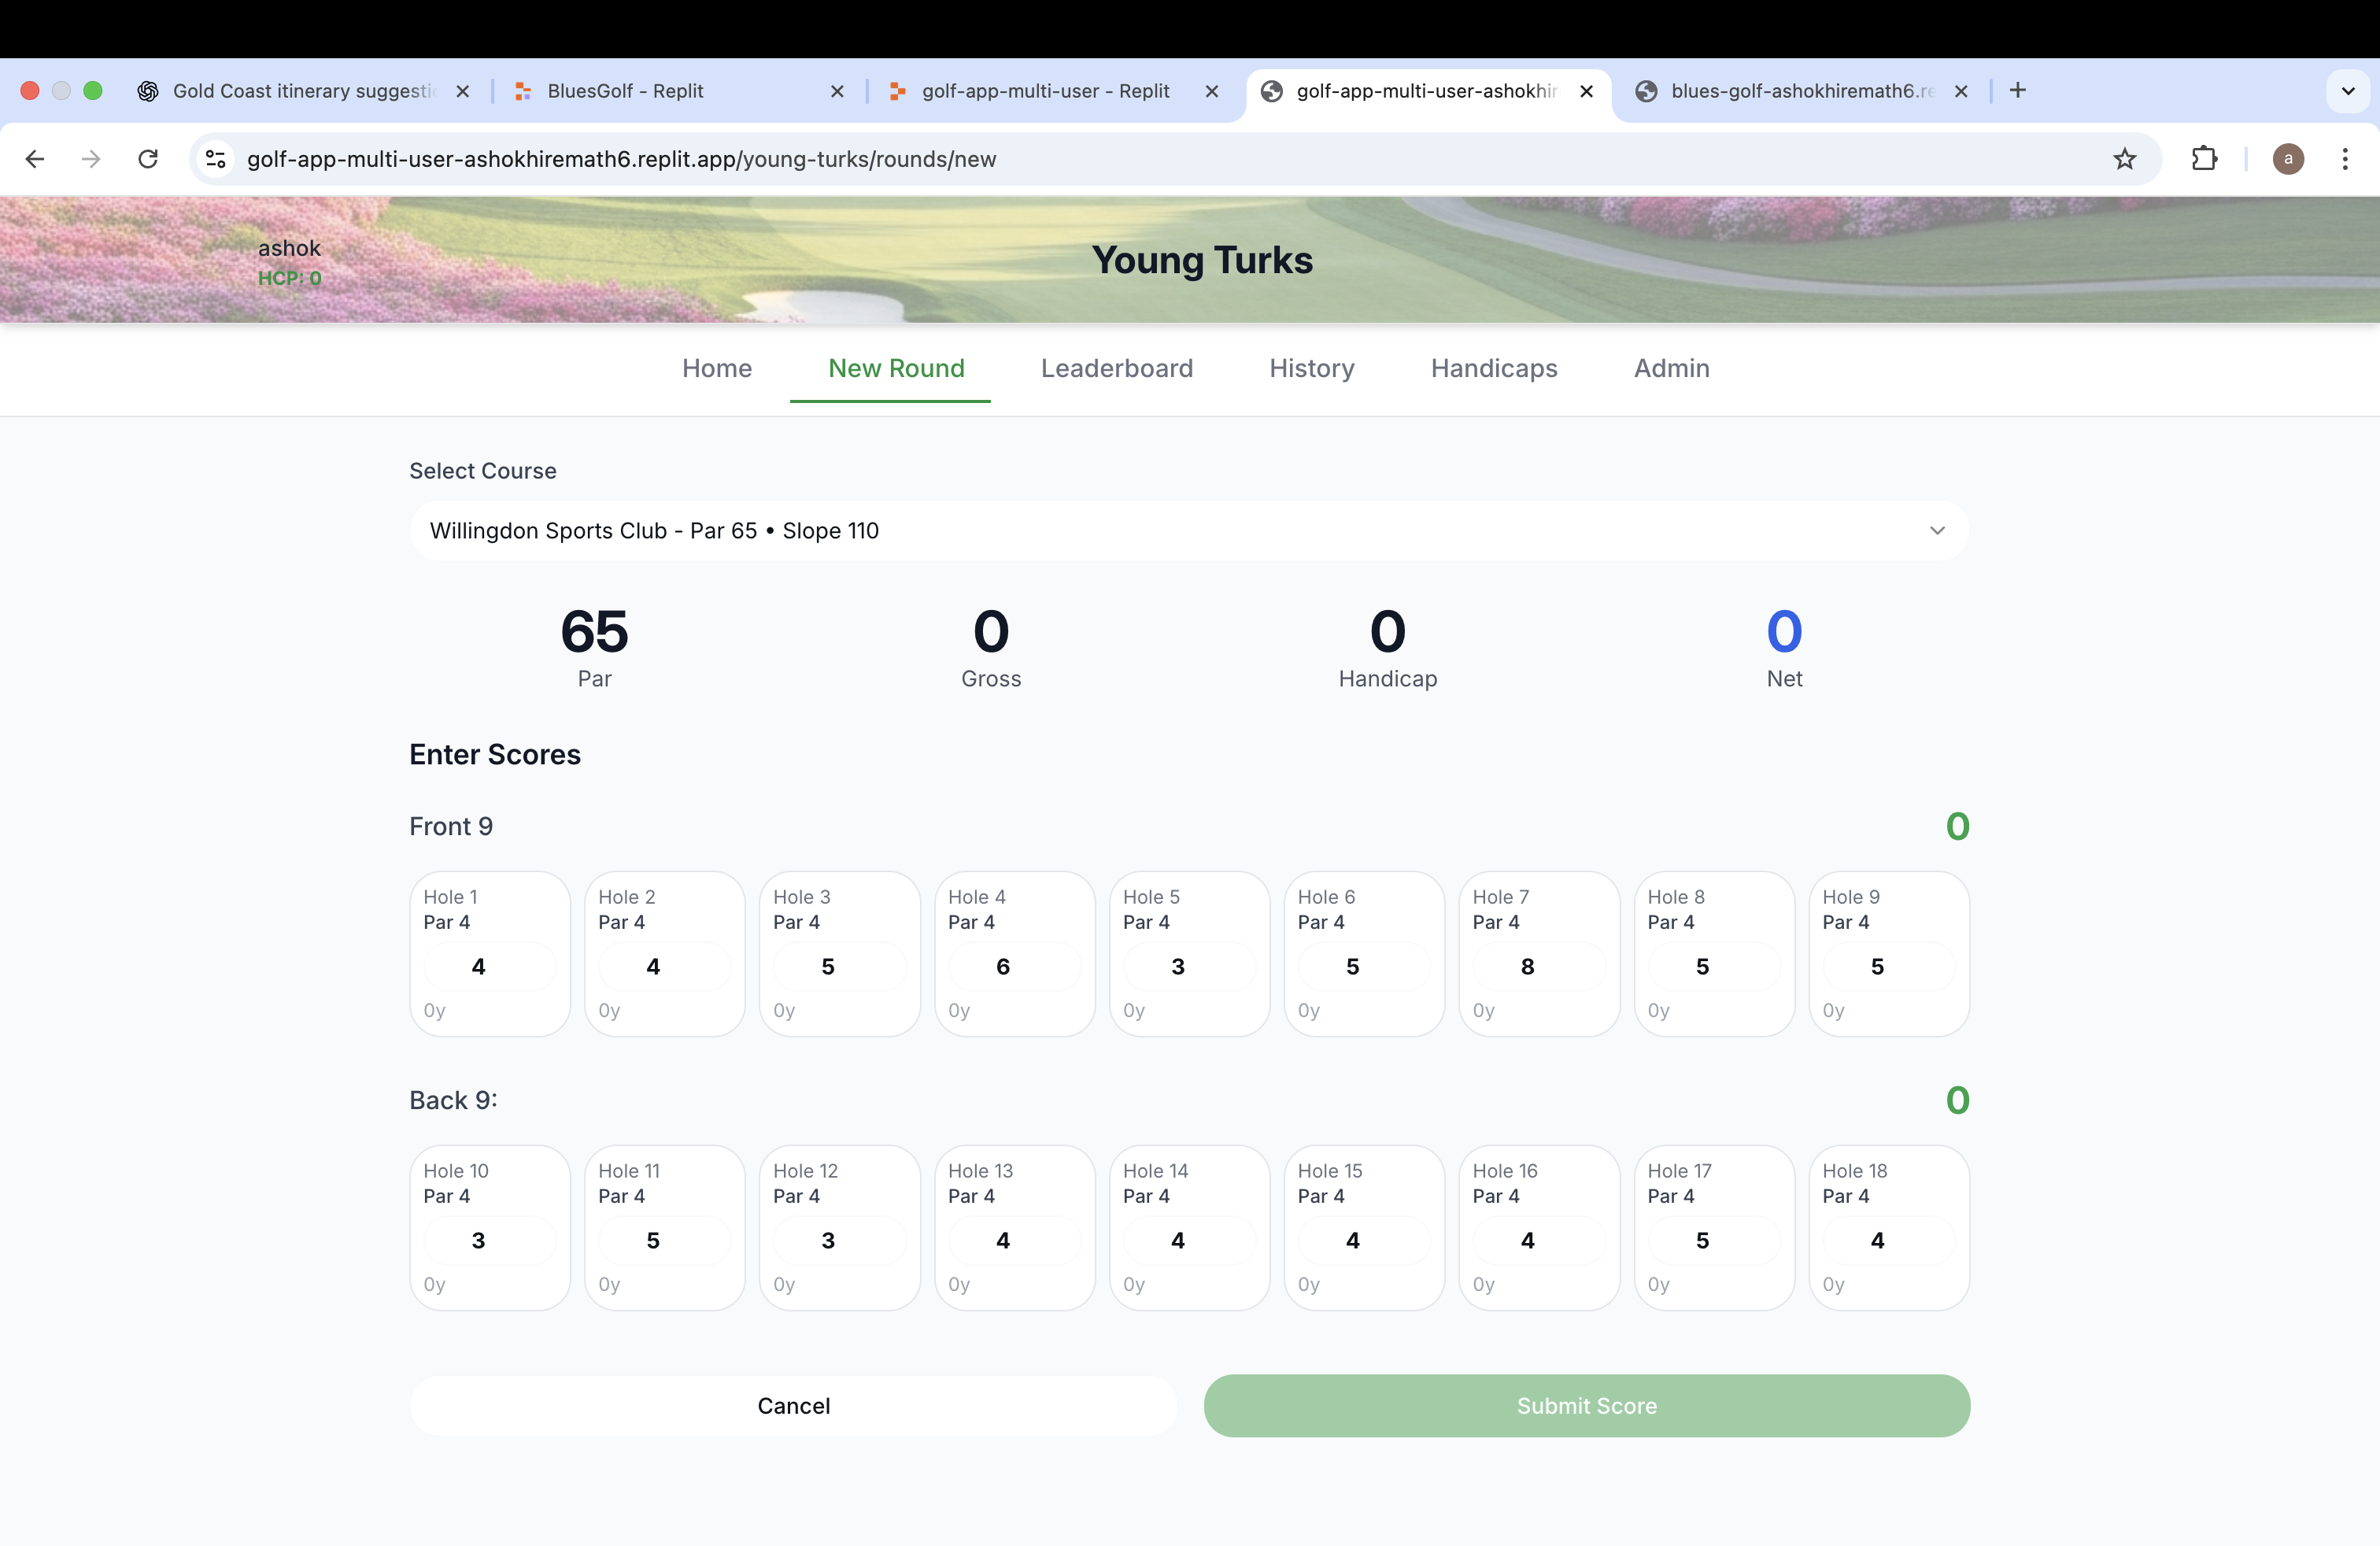 Gold Coast itinerary suggesti
BluesGolf - Replit
golf-app-multi-user - Replit
golf-app-multi-user-ashokhir
blues-golf-ashokhiremath6.re
golf-app-multi-user-ashokhiremath6.replit.app/young-turks/rounds/new
a
ashok
HCP: 0
Young Turks
Home New Round Leaderboard History Handicaps Admin
Select Course
Willingdon Sports Club - Par 65 • Slope 110
65 0 0 0
Par Gross Handicap Net
Enter Scores
Front 9 0
Hole 1 Hole 2 Hole 3 Hole 4 Hole 5 Hole 6 Hole 7 Hole 8 Hole 9
Par 4 Par 4 Par 4 Par 4 Par 4 Par 4 Par 4 Par 4 Par 4
4 4 5 6 3 5 8 5 5
0y 0y 0y 0y 0y 0y 0y 0y 0y
Back 9: 0
Hole 10 Hole 11 Hole 12 Hole 13 Hole 14 Hole 15 Hole 16 Hole 17 Hole 18
Par 4 Par 4 Par 4 Par 4 Par 4 Par 4 Par 4 Par 4 Par 4
3 5 3 4 4 4 4 5 4
0y 0y 0y 0y 0y 0y 0y 0y 0y
Cancel Submit Score